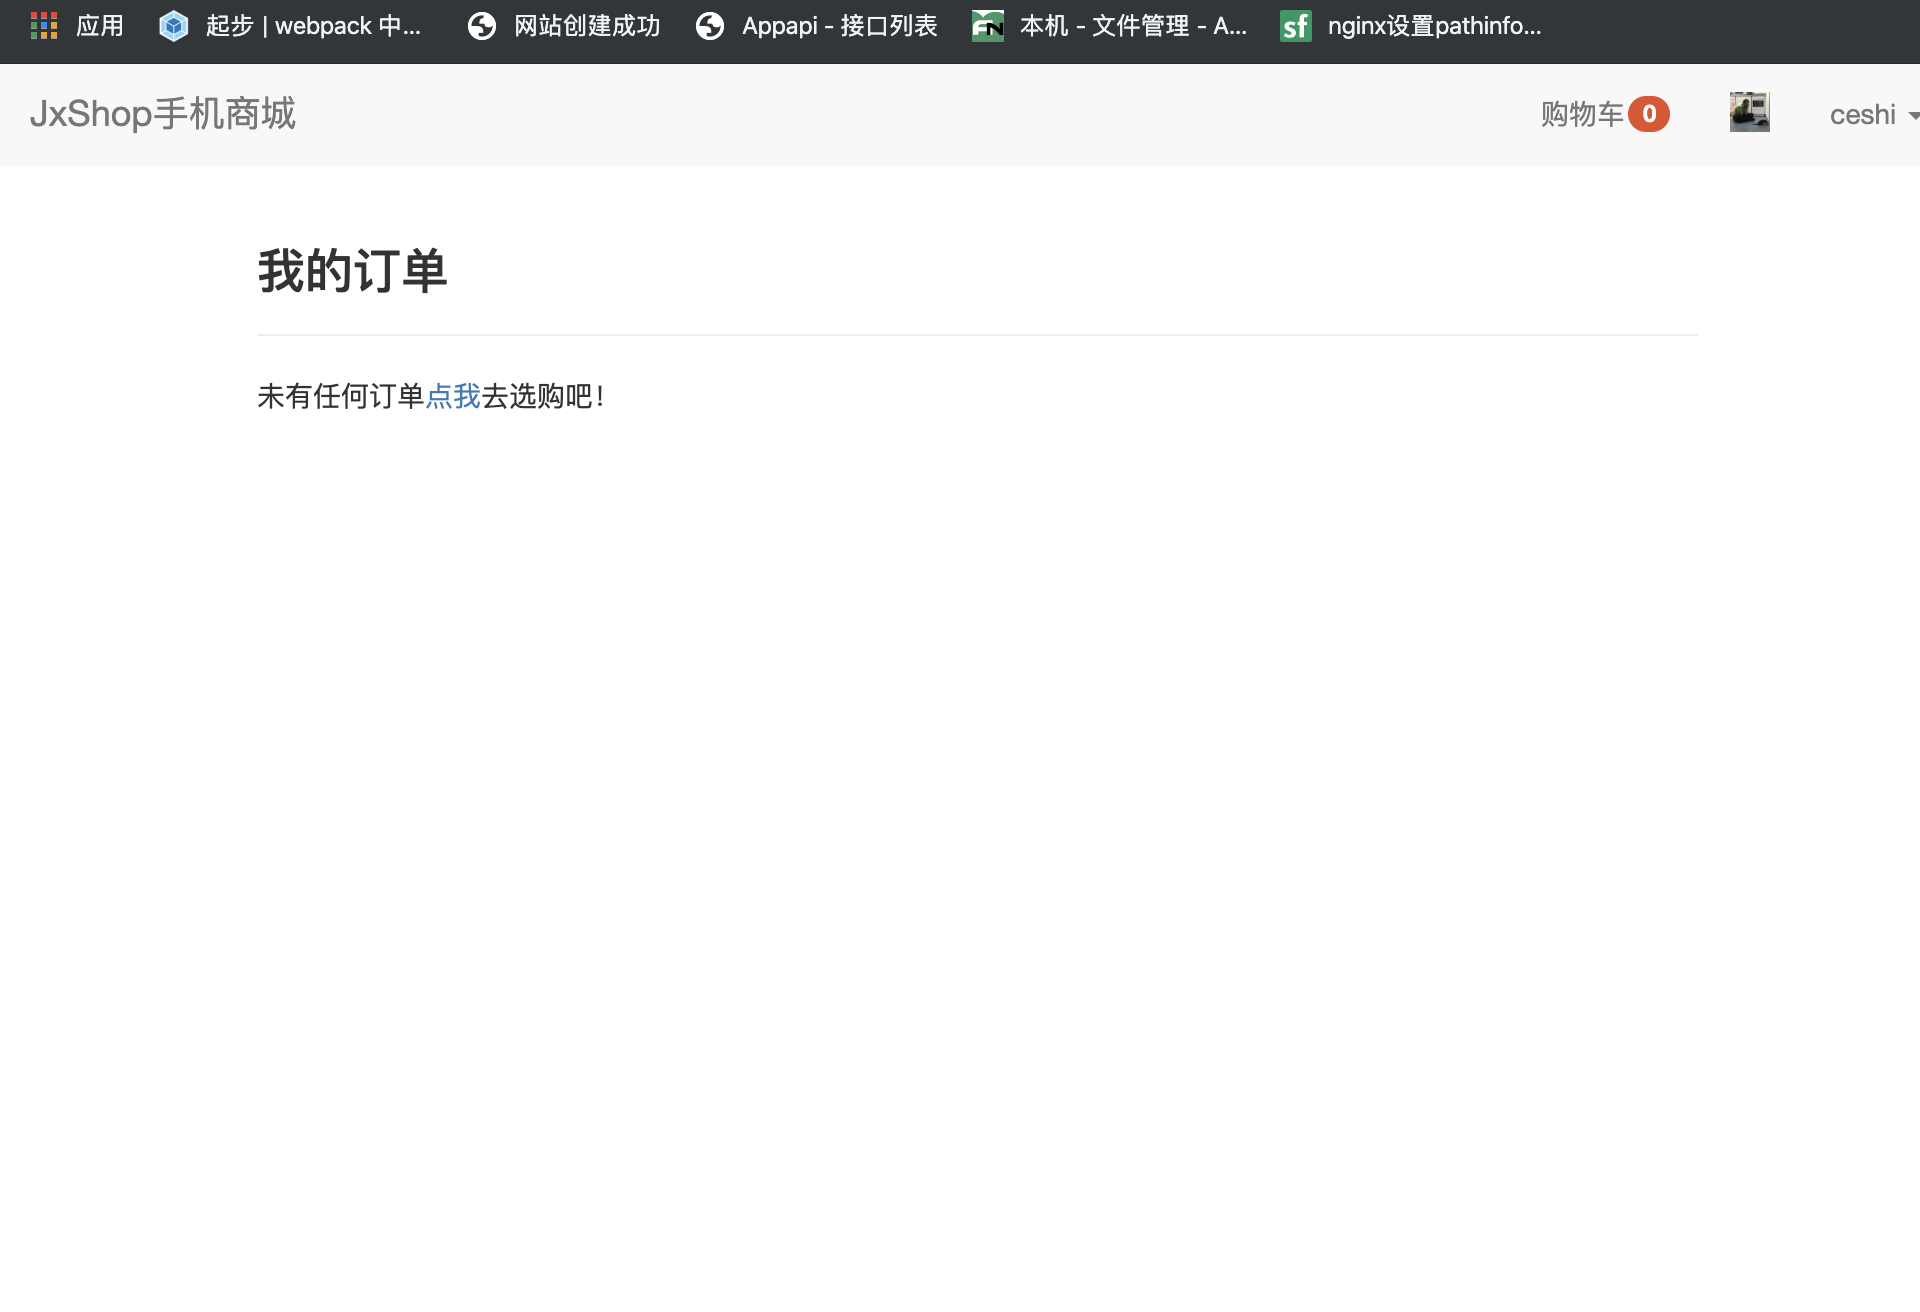 应用 起步 | webpack 中... 网站创建成功 Appapi - 接口列表 本机 - 文件管理 - A... sf nginx设置pathinfo...
JxShop手机商城 购物车 0 ceshi
我的订单
未有任何订单点我去选购吧！